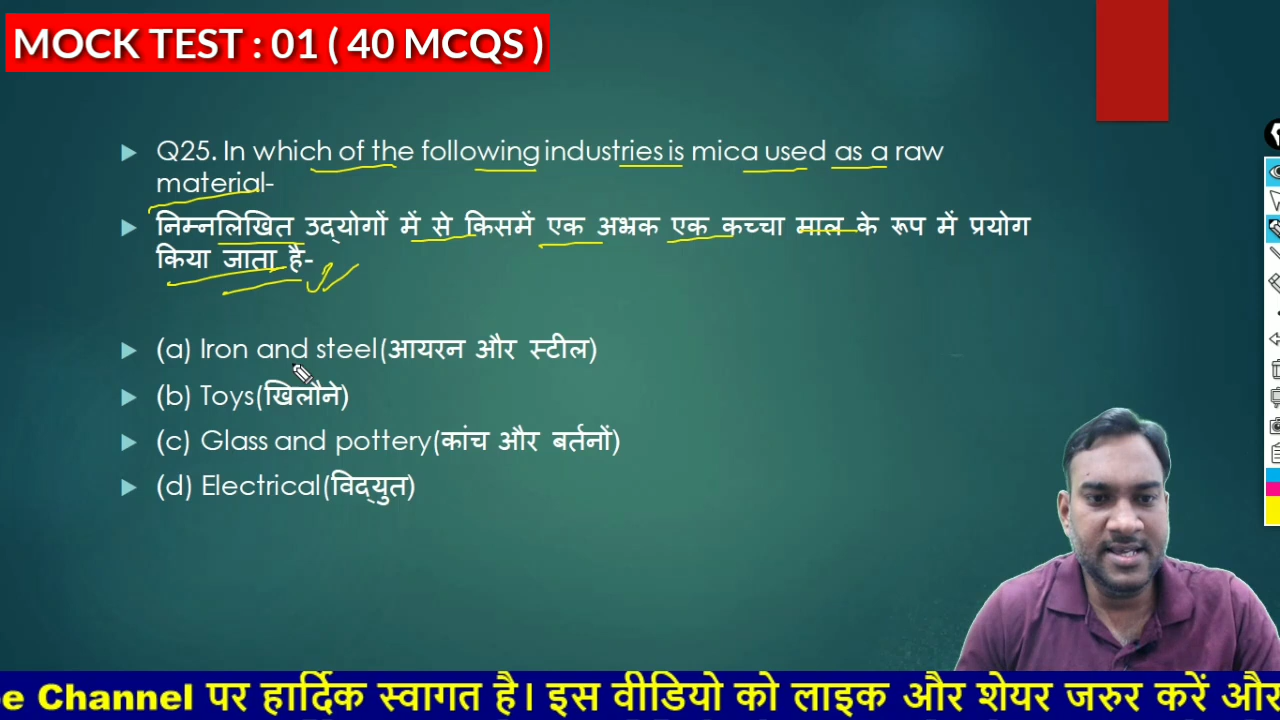 MOCK TEST : 01 ( 40 MCQS )
Q25. In which of the following industries is mica used as a raw
material-
निम्नलिखित उद्योगों में से किसमें एक अभ्रक एक कच्चा माल के रूप में प्रयोग
किया जाता है-
(a) Iron and steel(आयरन और स्टील)
(b) Toys(खिलौने)
(c) Glass and pottery(कांच और बर्तनों)
(d) Electrical(विद्युत)
e Channel पर हार्दिक स्वागत है। इस वीडियो को लाइक और शेयर जरुर करें और